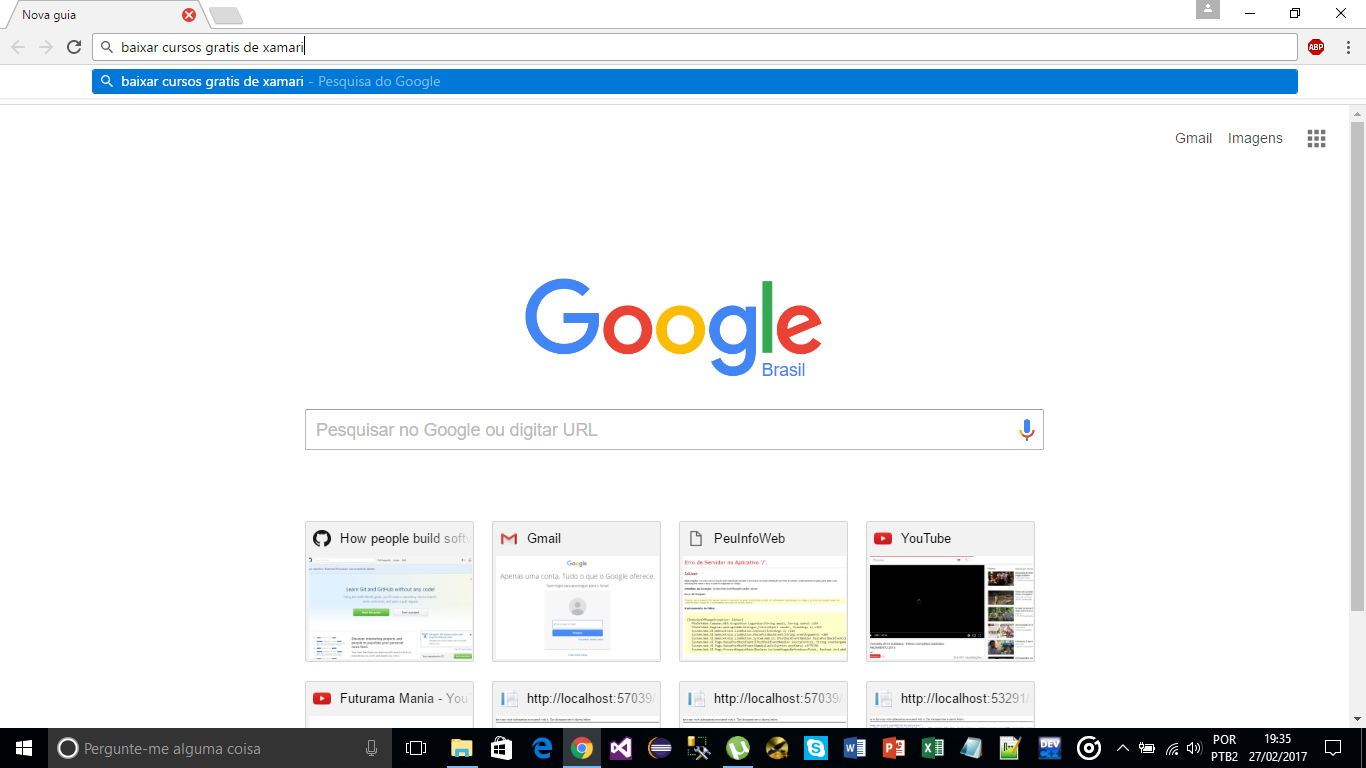 Nova guia
baixar cursos gratis de xamari
ABP
baixar cursos gratis de xamari - Pesquisa do Google
Gmail Imagens
Google
Brasil
Pesquisar no Google ou digitar URL
How people build softw
Gmail
PeuInfoWeb
YouTube
Learn Git and GitHub without any code!
Google
Apenas uma conta. Tudo o que o Google oferece.
Erro de Servidor no Aplicativo '/'.
Futurama Mania - You
http://localhost:57039/
http://localhost:57039/
http://localhost:53291/
Pergunte-me alguma coisa
DEV
POR
PTB2
19:35
27/02/2017